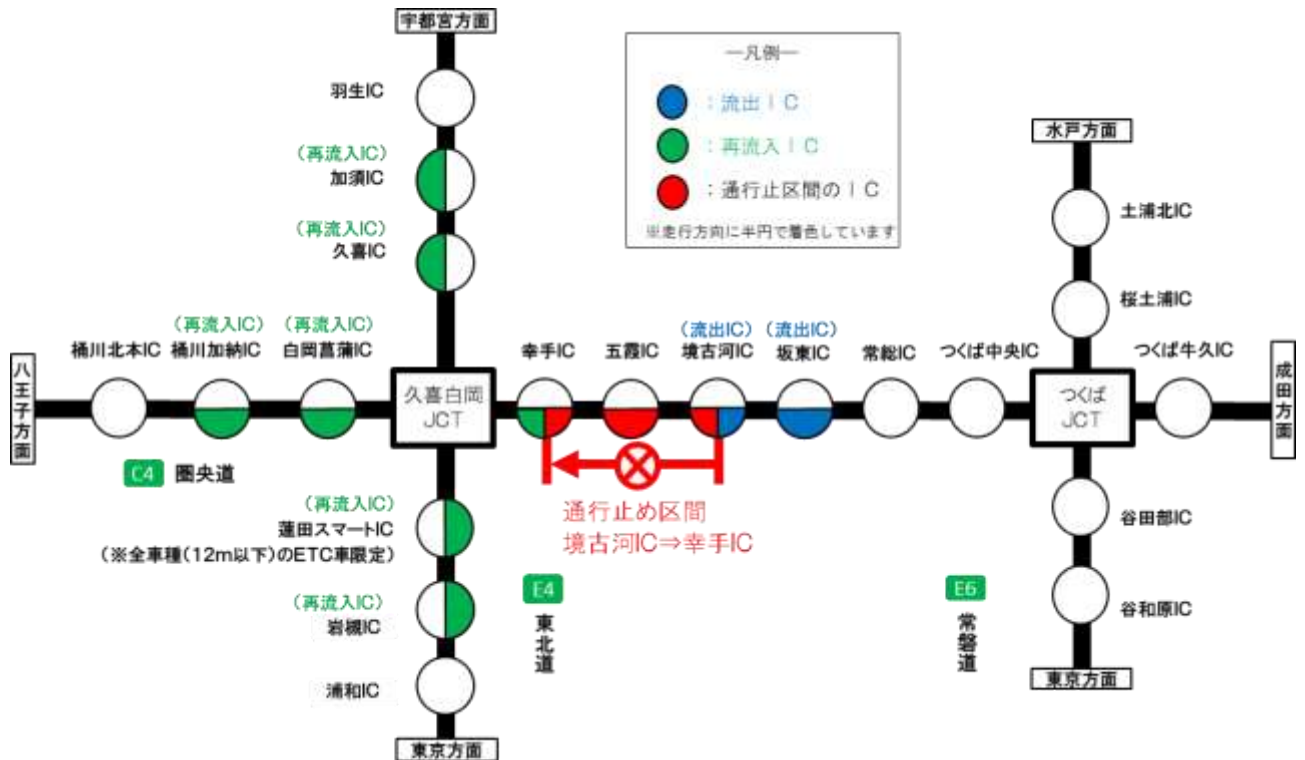 宇都宮方面
羽生IC
(再流入IC)
加須IC
(再流入IC)
久喜IC
―凡例―
：流出ＩＣ
：再流入ＩＣ
：通行止区間のＩＣ
※走行方向に半円で着色しています
水戸方面
土浦北IC
桜土浦IC
八王子方面
桶川北本IC
(再流入IC)
桶川加納IC
(再流入IC)
白岡菖蒲IC
久喜白岡
JCT
幸手IC
五霞IC
(流出IC)
境古河IC
(流出IC)
坂東IC
常総IC
つくば中央IC
つくば
JCT
つくば牛久IC
成田方面
C4 圏央道
通行止め区間
境古河IC⇒幸手IC
(再流入IC)
蓮田スマートIC
(※全車種(12m以下)のETC車限定)
(再流入IC)
岩槻IC
浦和IC
東京方面
E4
東北道
E6
常磐道
谷田部IC
谷和原IC
東京方面